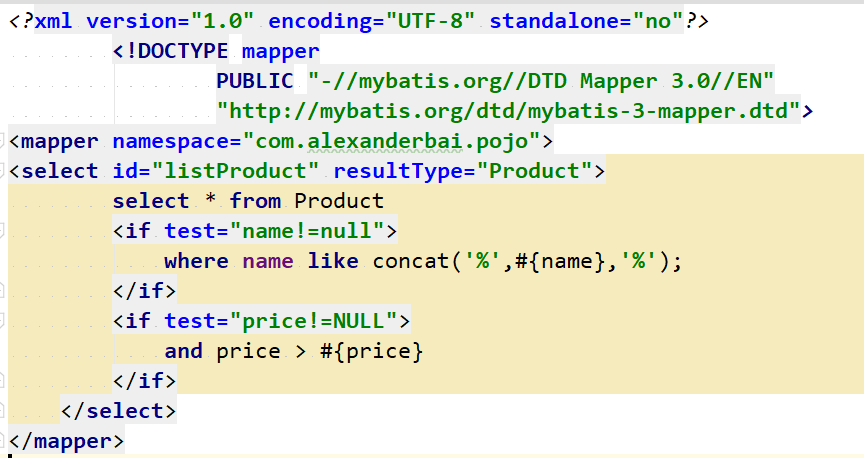 <?xml version="1.0" encoding="UTF-8" standalone="no"?>
<!DOCTYPE mapper
PUBLIC "-//mybatis.org//DTD Mapper 3.0//EN"
"http://mybatis.org/dtd/mybatis-3-mapper.dtd">
<mapper namespace="com.alexanderbai.pojo">
<select id="listProduct" resultType="Product">
select * from Product
<if test="name!=null">
where name like concat('%',#{name},'%');
</if>
<if test="price!=NULL">
and price > #{price}
</if>
</select>
</mapper>